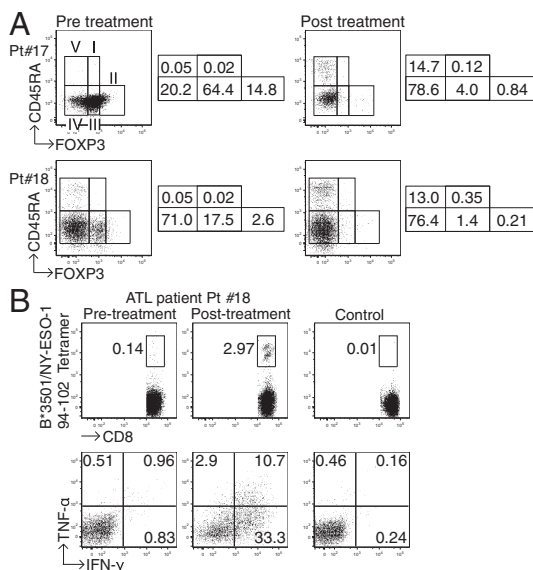 A
Pre treatment
Post treatment
Pt#17
V I II
IV III
CD45RA
FOXP3
0.05 0.02
20.2 64.4 14.8
14.7 0.12
78.6 4.0 0.84
Pt#18
CD45RA
FOXP3
0.05 0.02
71.0 17.5 2.6
13.0 0.35
76.4 1.4 0.21
B
ATL patient Pt #18
Pre-treatment Post-treatment Control
B*3501/NY-ESO-1
94-102 Tetramer
0.14
2.97
0.01
CD8
0.51 0.96
0.83
2.9 10.7
33.3
0.46 0.16
0.24
TNF-α
IFN-γ